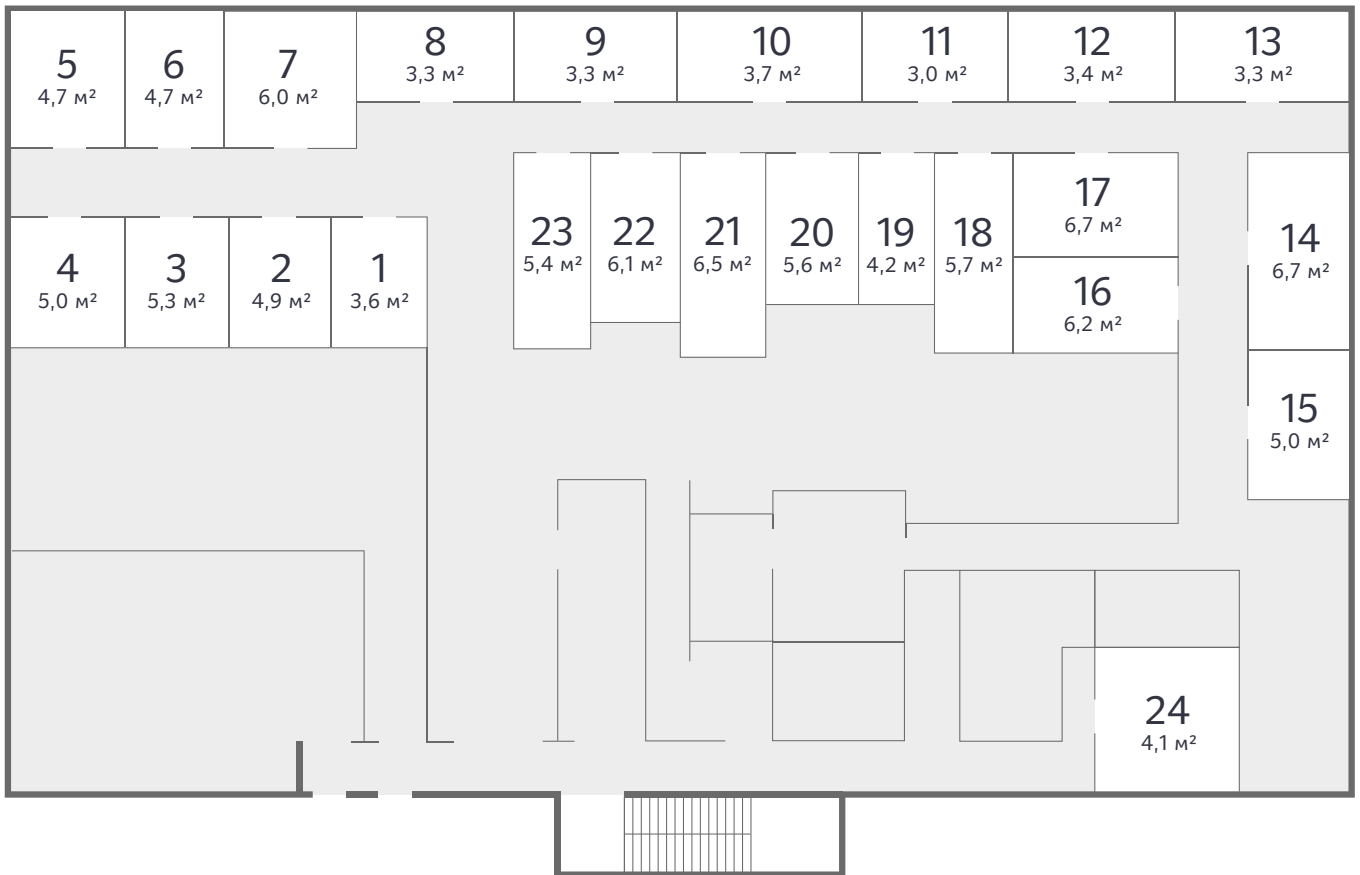 5
4,7 м²
6
4,7 м²
7
6,0 м²
8
3,3 м²
9
3,3 м²
10
3,7 м²
11
3,0 м²
12
3,4 м²
13
3,3 м²
4
5,0 м²
3
5,3 м²
2
4,9 м²
1
3,6 м²
23
5,4 м²
22
6,1 м²
21
6,5 м²
20
5,6 м²
19
4,2 м²
18
5,7 м²
17
6,7 м²
16
6,2 м²
14
6,7 м²
15
5,0 м²
24
4,1 м²